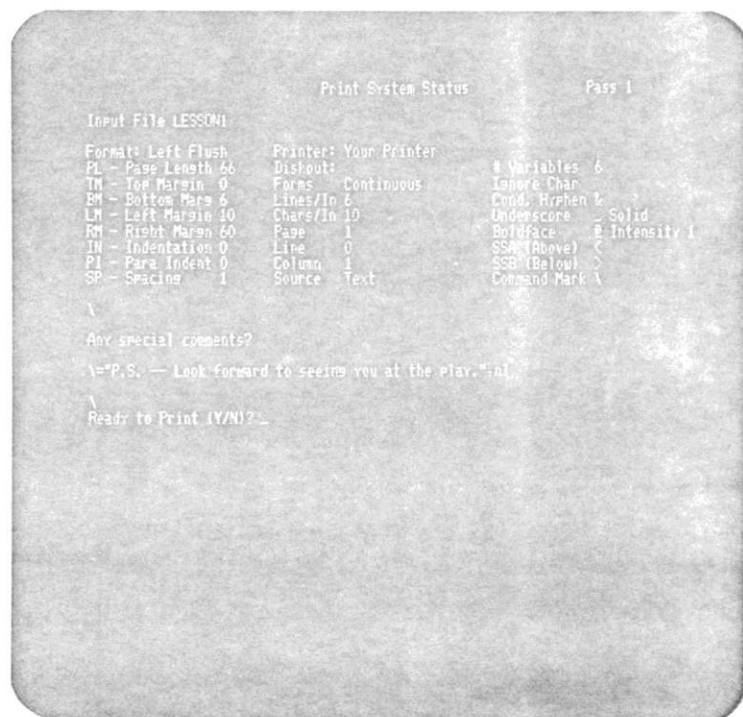 Print System Status Pass 1
Input File LESSON1
Format: Left Flush Printer: Your Printer
PL - Page Length 66 Diskout: # Variables 6
TM - Top Margin 0 Forms Continuous Ignore Char
BM - Bottom Marg 6 Lines/In 6 Cond. Hyphen &
LM - Left Margin 10 Chars/In 10 Underscore _ Solid
RM - Right Margn 60 Page 1 Boldface @ Intensity 1
IN - Indentation 0 Line 0 SSA (Above) <
PI - Para Indent 0 Column 1 SSB (Below) >
SP - Spacing 1 Source Text Command Mark \
\
Any special comments?
\="P.S. -- Look forward to seeing you at the play."
\
Ready to Print (Y/N)? _